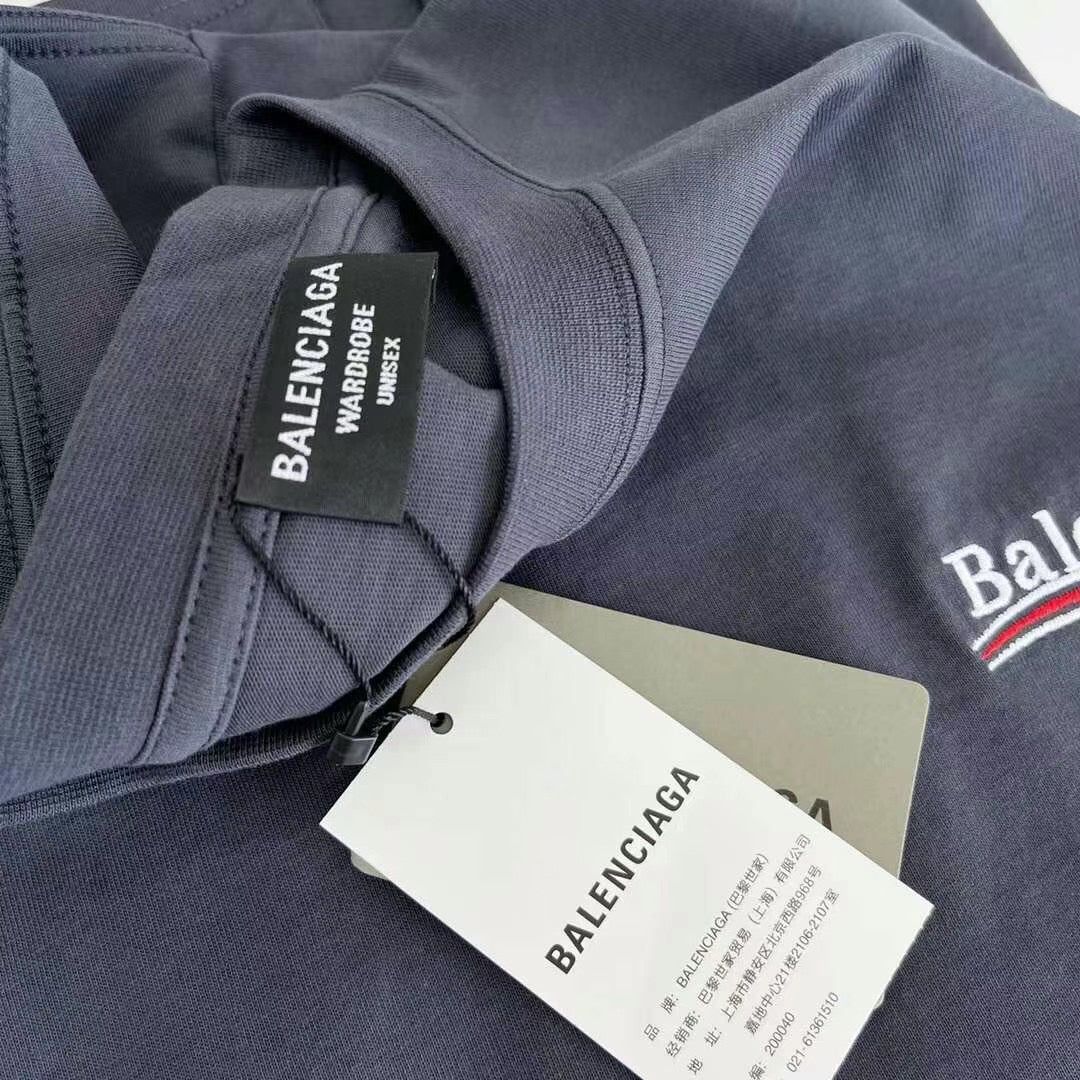 BALENCIAGA
WARDROBE
UNISEX
BALENCIAGA
品 牌：BALENCIAGA (巴黎世家)
经销商：巴黎世家贸易（上海）有限公司
地 址：上海市静安区北京西路968号
嘉地中心21楼2106-2107室
编：200040
021-61361510